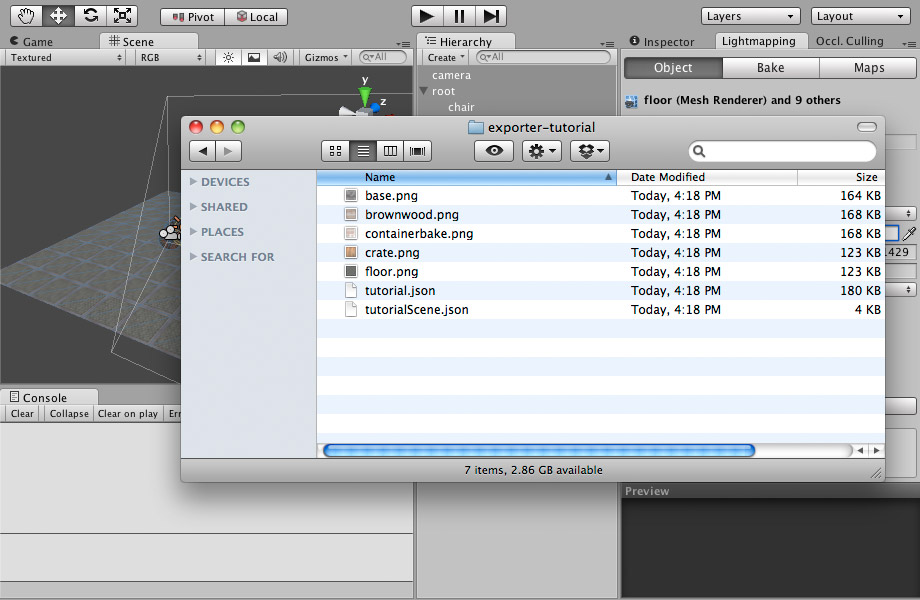 Pivot Local Layers Layout
Game Scene Hierarchy Inspector Lightmapping Occl. Culling
Textured RGB Gizmos All Create All
Object Bake Maps
camera
root
chair
floor (Mesh Renderer) and 9 others
y
z
exporter-tutorial
Name Date Modified Size
DEVICES
SHARED
PLACES
SEARCH FOR
base.png Today, 4:18 PM 164 KB
brownwood.png Today, 4:18 PM 168 KB
containerbake.png Today, 4:18 PM 168 KB
crate.png Today, 4:18 PM 123 KB
floor.png Today, 4:18 PM 123 KB
tutorial.json Today, 4:18 PM 180 KB
tutorialScene.json Today, 4:18 PM 4 KB
7 items, 2.86 GB available
429
Console
Clear Collapse Clear on play Err
Preview